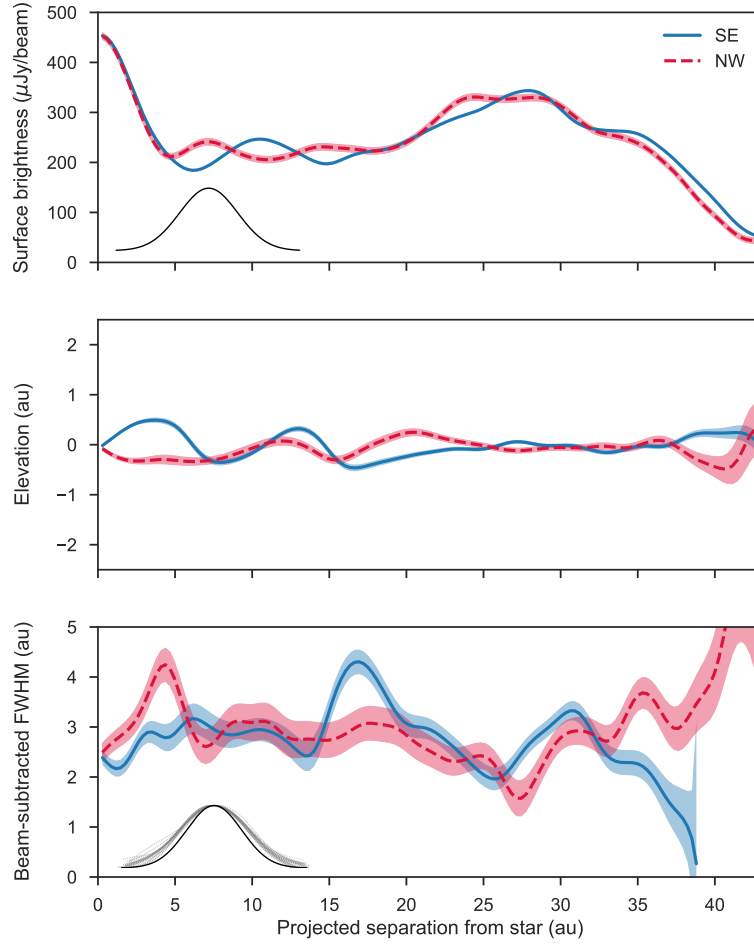 500
400
300
200
100
0
Surface brightness (μJy/beam)
SE
NW
2
1
0
−1
−2
Elevation (au)
5
4
3
2
1
0
Beam-subtracted FWHM (au)
0 5 10 15 20 25 30 35 40
Projected separation from star (au)